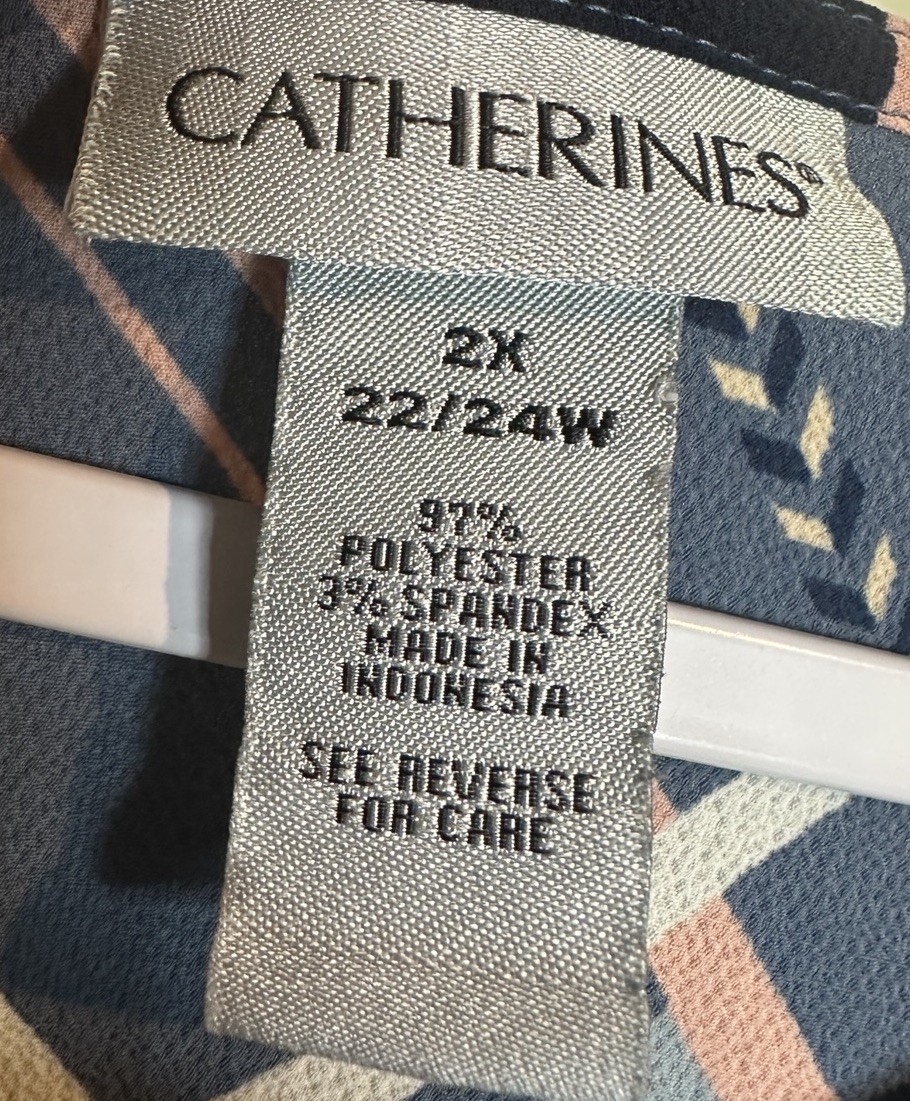 CATHERINES®
2X
22/24W
97%
POLYESTER
3% SPANDEX
MADE IN
INDONESIA
SEE REVERSE
FOR CARE